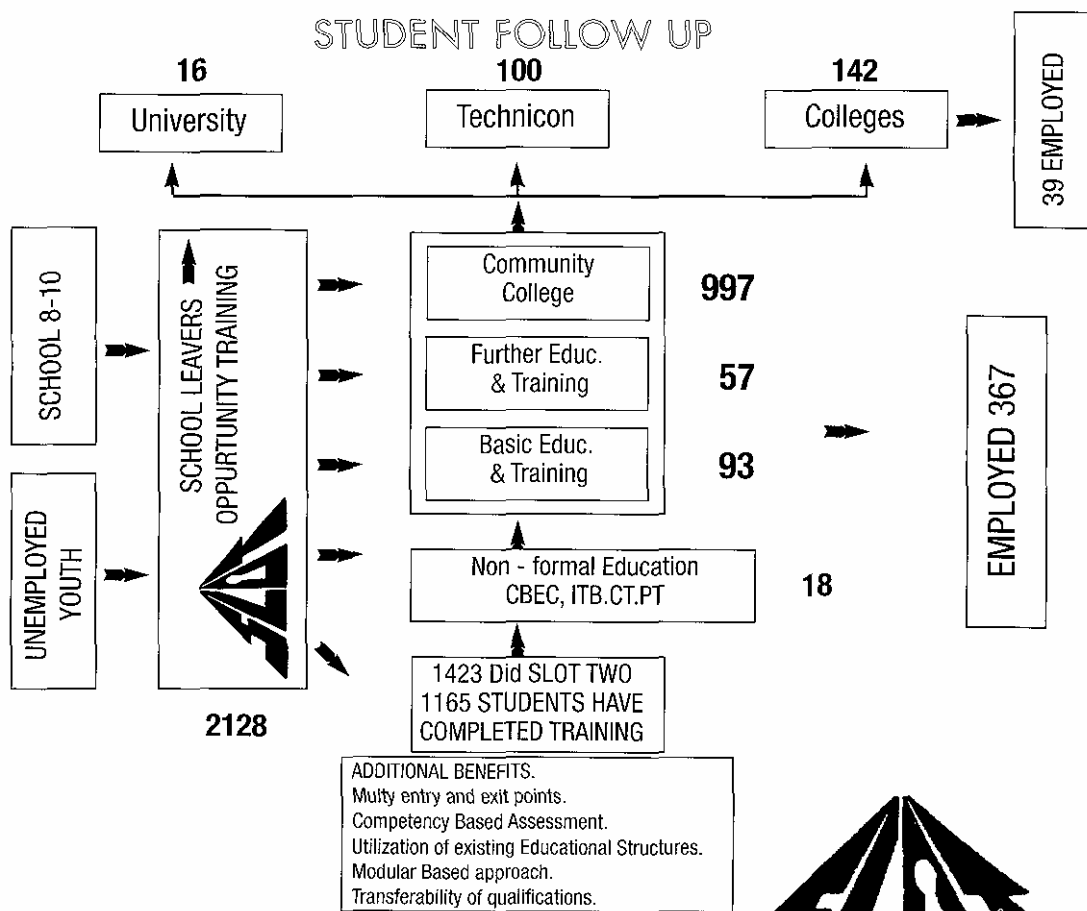 STUDENT FOLLOW UP
16
University
100
Technicon
142
Colleges
39 EMPLOYED
SCHOOL 8-10
UNEMPLOYED
YOUTH
SCHOOL LEAVERS
OPPURTUNITY TRAINING
2128
Community
College
997
Further Educ.
& Training
57
Basic Educ.
& Training
93
Non - formal Education
CBEC, ITB.CT.PT
18
EMPLOYED 367
1423 Did SLOT TWO
1165 STUDENTS HAVE
COMPLETED TRAINING
ADDITIONAL BENEFITS.
Multy entry and exit points.
Competency Based Assessment.
Utilization of existing Educational Structures.
Modular Based approach.
Transferability of qualifications.